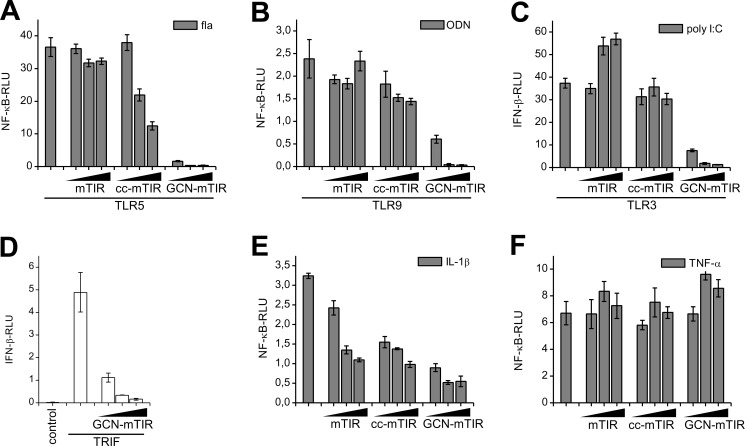 A
fla
NF-κB-RLU
40
30
20
10
0
mTIR cc-mTIR GCN-mTIR
TLR5
B
ODN
NF-κB-RLU
3,5
3,0
2,5
2,0
1,5
1,0
0,5
0,0
mTIR cc-mTIR GCN-mTIR
TLR9
C
poly I:C
IFN-β-RLU
60
50
40
30
20
10
0
mTIR cc-mTIR GCN-mTIR
TLR3
D
IFN-β-RLU
6
5
4
3
2
1
0
control
GCN-mTIR
TRIF
E
IL-1β
NF-κB-RLU
3,5
3,0
2,5
2,0
1,5
1,0
0,5
0,0
mTIR cc-mTIR GCN-mTIR
F
TNF-α
NF-κB-RLU
10
8
6
4
2
0
mTIR cc-mTIR GCN-mTIR